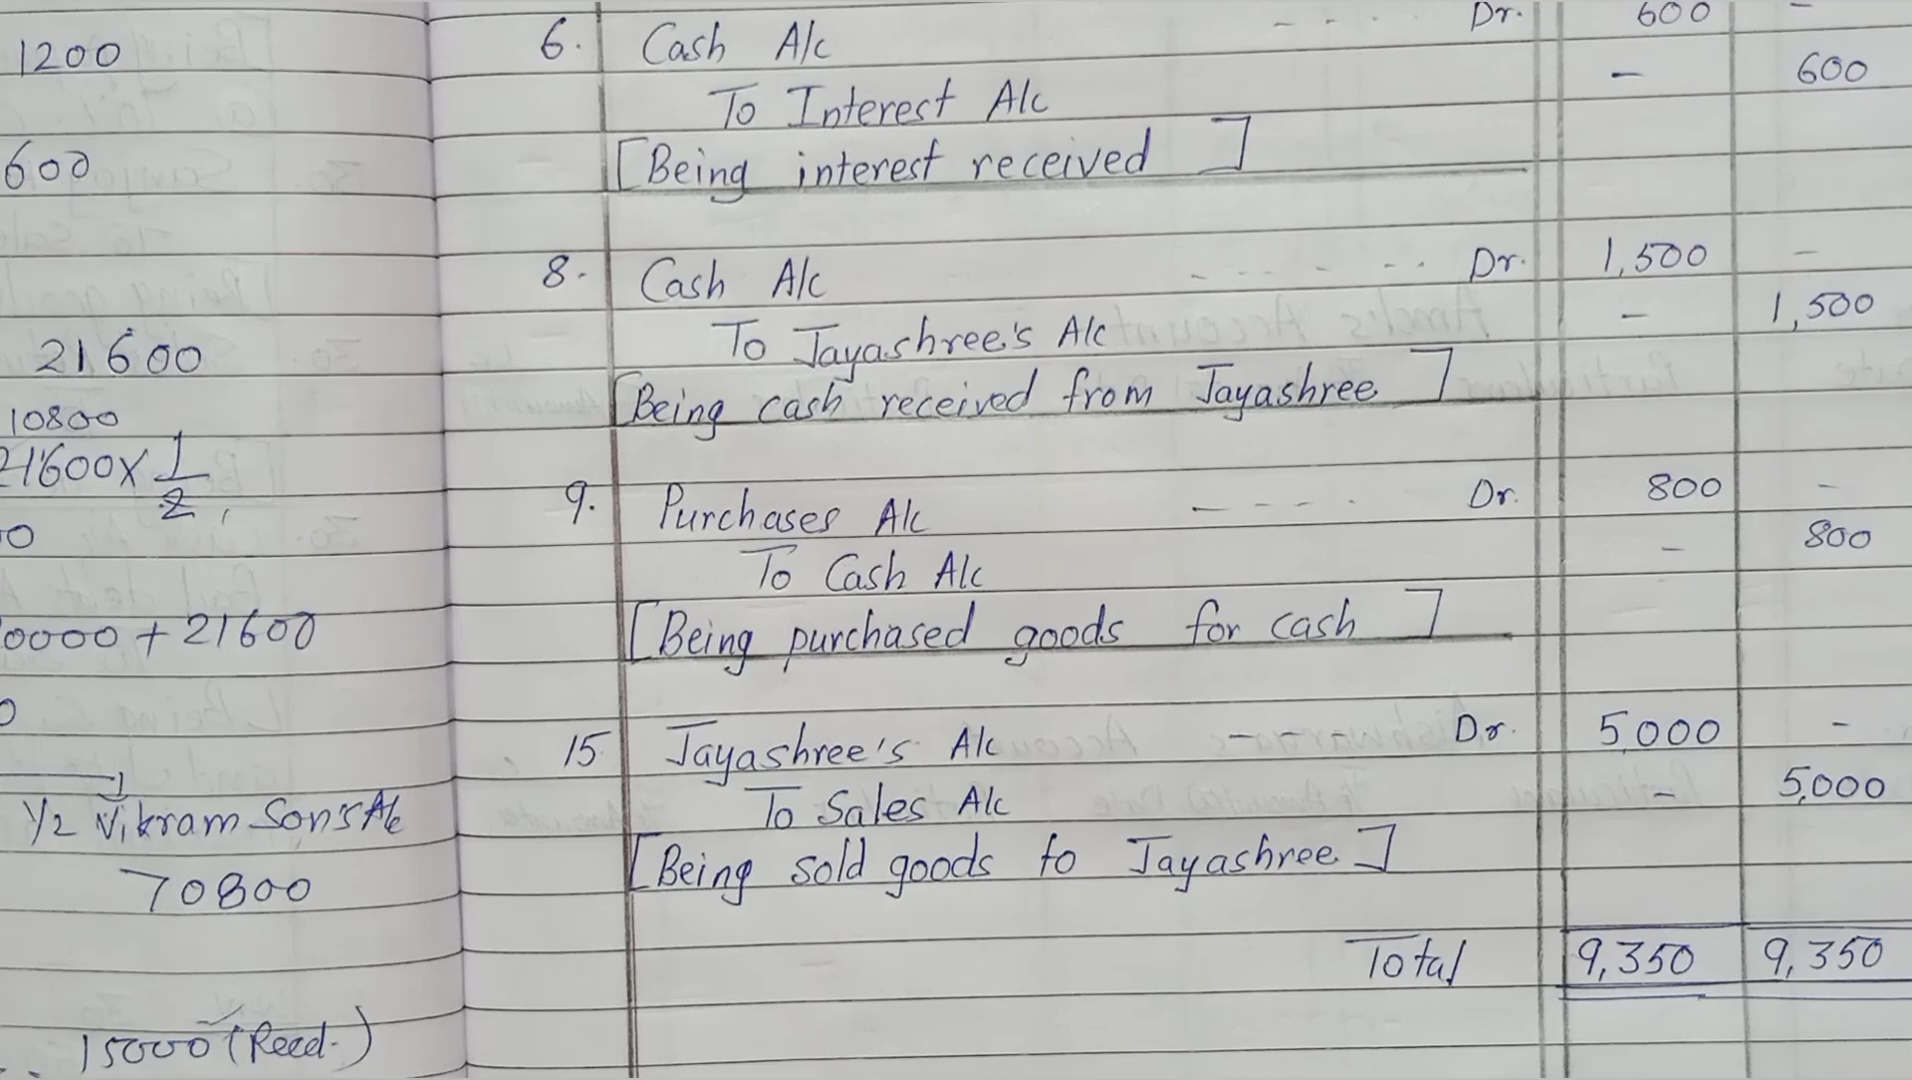 1200
600
21600
10800
21600 x 1/2
0
0000 + 21600
0
1/2 Vikram Son's A/c
70800
15000 (Recd.)
6. Cash A/c - - . . . Dr. 600 -
To Interest A/c - 600
[Being interest received]
8. Cash A/c - - - - - . . Dr. 1,500 -
To Jayashree's A/c - 1,500
[Being cash received from Jayashree]
9. Purchases A/c - - - - . Dr. 800 -
To Cash A/c - 800
[Being purchased goods for cash]
15 Jayashree's A/c - Dr. 5,000 -
To Sales A/c - 5,000
[Being sold goods to Jayashree]
Total 9,350 9,350